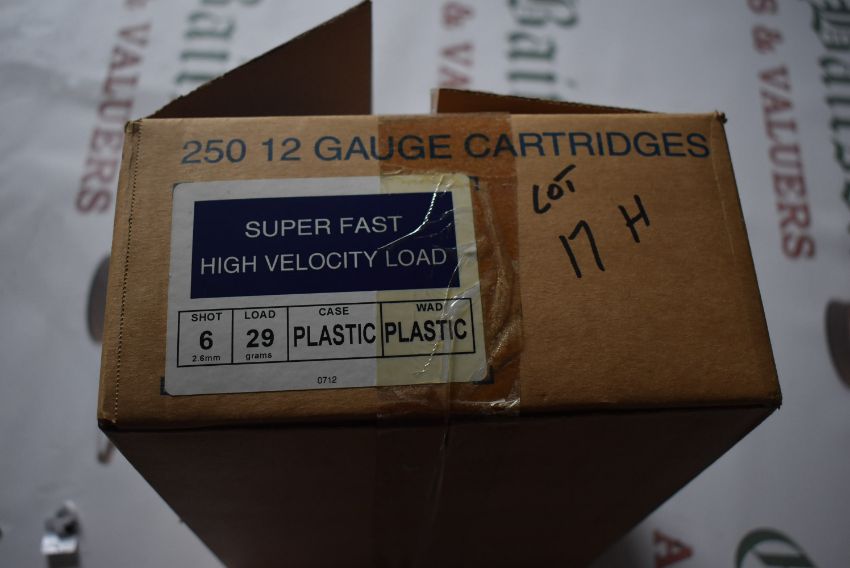 250 12 GAUGE CARTRIDGES
SUPER FAST
HIGH VELOCITY LOAD
SHOT LOAD CASE WAD
6 29 PLASTIC PLASTIC
2.6mm grams
0712
LOT
17 H
& VALUERS
S & VALUERS